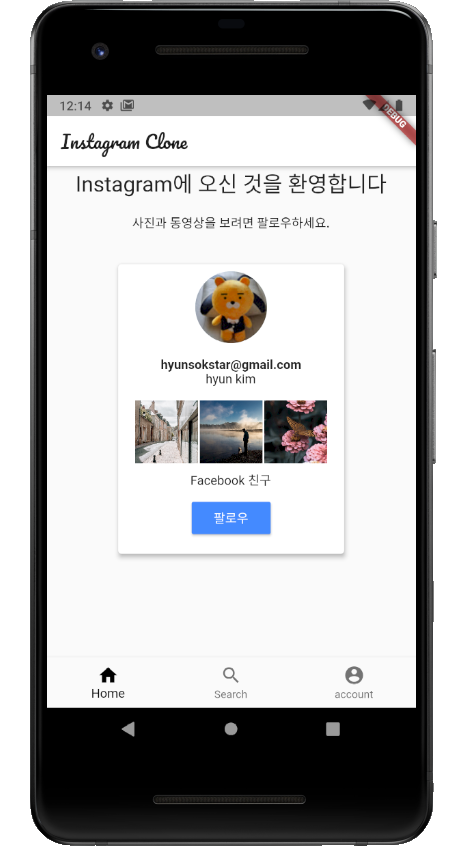 12:14
DEBUG
Instagram Clone
Instagram에 오신 것을 환영합니다
사진과 동영상을 보려면 팔로우하세요.
hyunsokstar@gmail.com
hyun kim
Facebook 친구
팔로우
Home
Search
account